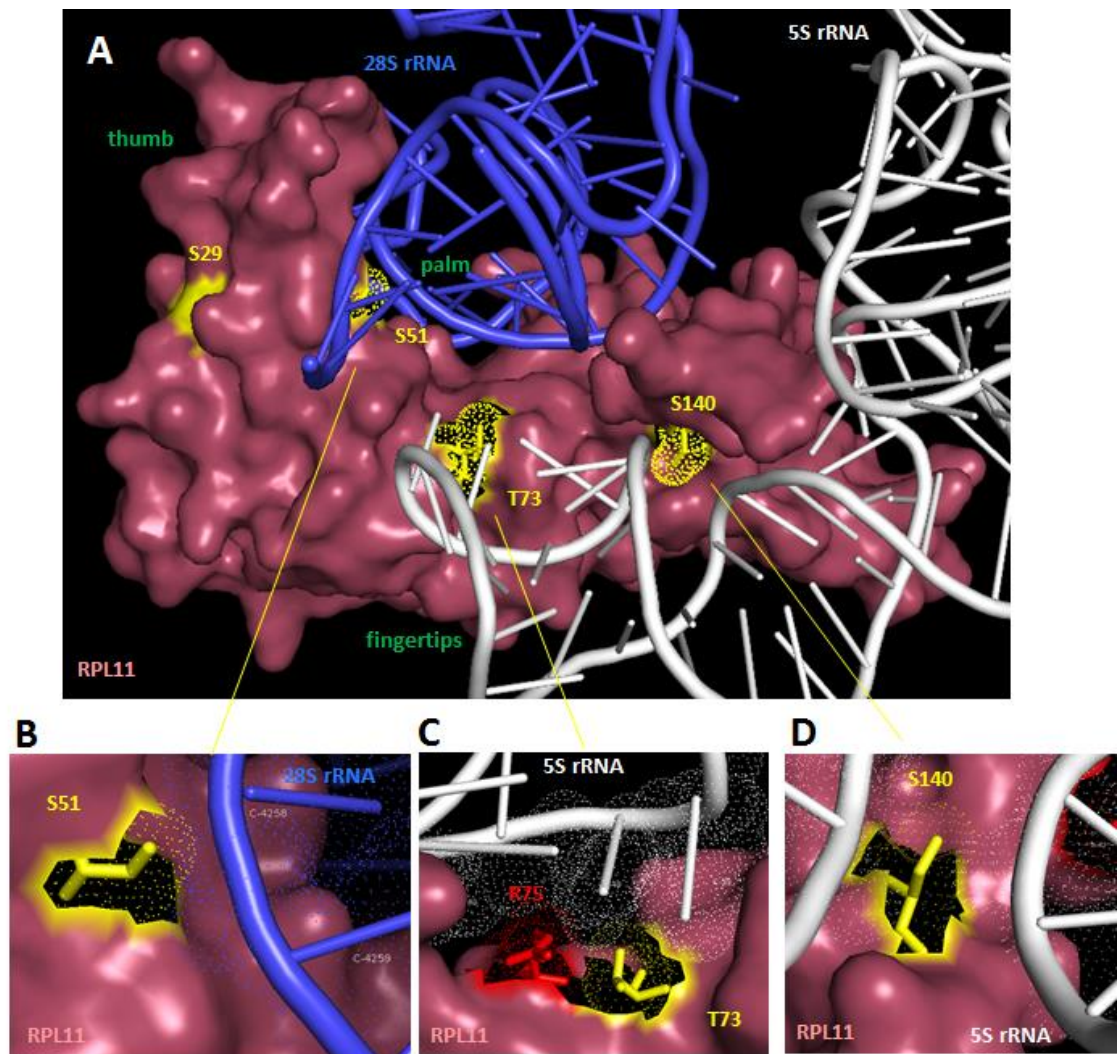 A
28S rRNA
5S rRNA
thumb
S29
palm
S51
S140
T73
fingertips
RPL11
B
C
D
S51
28S rRNA
C-4258
C-4259
RPL11
5S rRNA
R75
T73
RPL11
S140
RPL11
5S rRNA